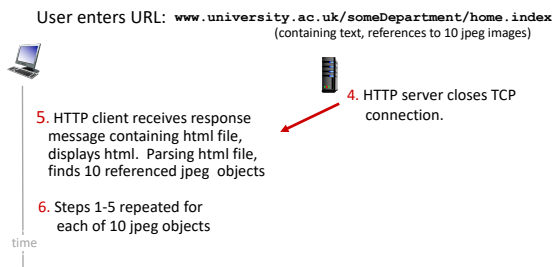 User enters URL: www.university.ac.uk/someDepartment/home.index
(containing text, references to 10 jpeg images)
4. HTTP server closes TCP
connection.
5. HTTP client receives response
message containing html file,
displays html. Parsing html file,
finds 10 referenced jpeg objects
6. Steps 1-5 repeated for
each of 10 jpeg objects
time